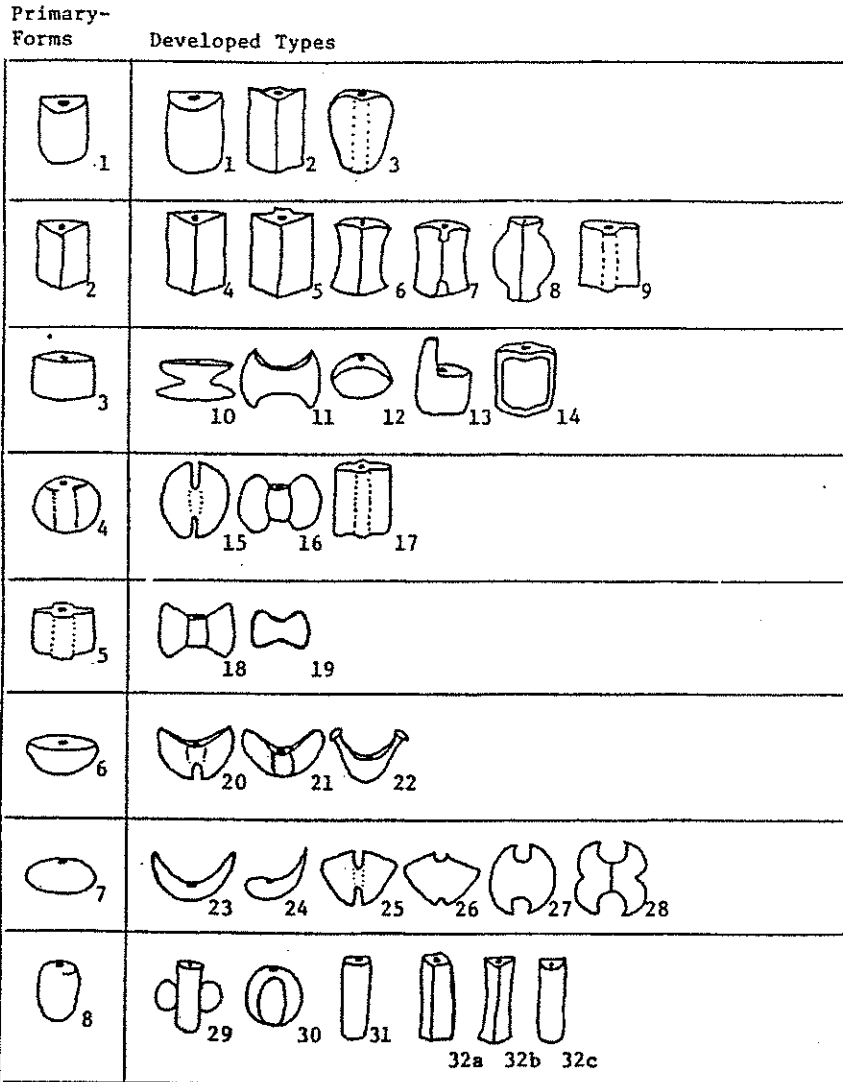 Primary-
Forms Developed Types
1 1 2 3
2 4 5 6 7 8 9
3 10 11 12 13 14
4 15 16 17
5 18 19
6 20 21 22
7 23 24 25 26 27 28
8 29 30 31
32a 32b 32c